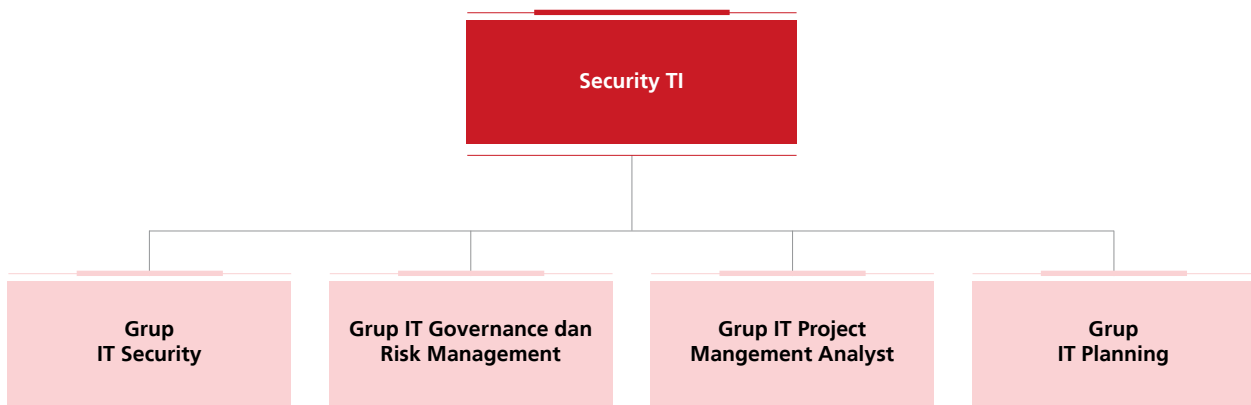 Security TI
Grup
IT Security
Grup IT Governance dan
Risk Management
Grup IT Project
Mangement Analyst
Grup
IT Planning